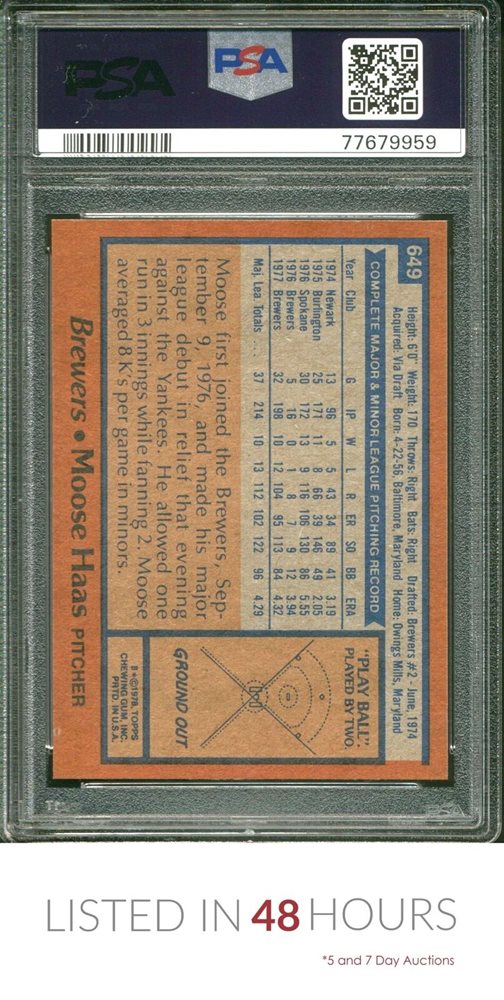 PSA
PSA
77679959
649
Height: 6'0" Weight: 170 Throws: Right Bats: Right Drafted: Brewers #2 - June, 1974
Acquired: Via Draft Born: 4-22-56, Baltimore, Maryland Home: Owings Mills, Maryland
COMPLETE MAJOR & MINOR LEAGUE PITCHING RECORD
Year Club G IP W L R ER SO BB ERA
1974 Newark 13 96 5 5 43 34 89 41 3.19
1975 Burlington 25 171 11 8 66 39 146 49 2.05
1976 Spokane 30 172 13 9 116 106 130 86 5.55
1976 Brewers 5 16 0 1 8 7 9 12 3.94
1977 Brewers 32 198 10 12 104 95 113 84 4.32
Maj. Lea Totals... 37 214 10 13 112 102 122 96 4.29
Moose first joined the Brewers, Sep-
tember 9, 1976, and made his major
league debut in relief that evening
against the Yankees. He allowed one
run in 3 innings while fanning 2. Moose
averaged 8 K's per game in minors.
"PLAY BALL".
PLAYED BY TWO.
GROUND OUT
B*©1978 TOPPS
CHEWING GUM, INC.
PRTD. IN U.S.A.
Brewers • Moose Haas PITCHER
LISTED IN 48 HOURS
*5 and 7 Day Auctions